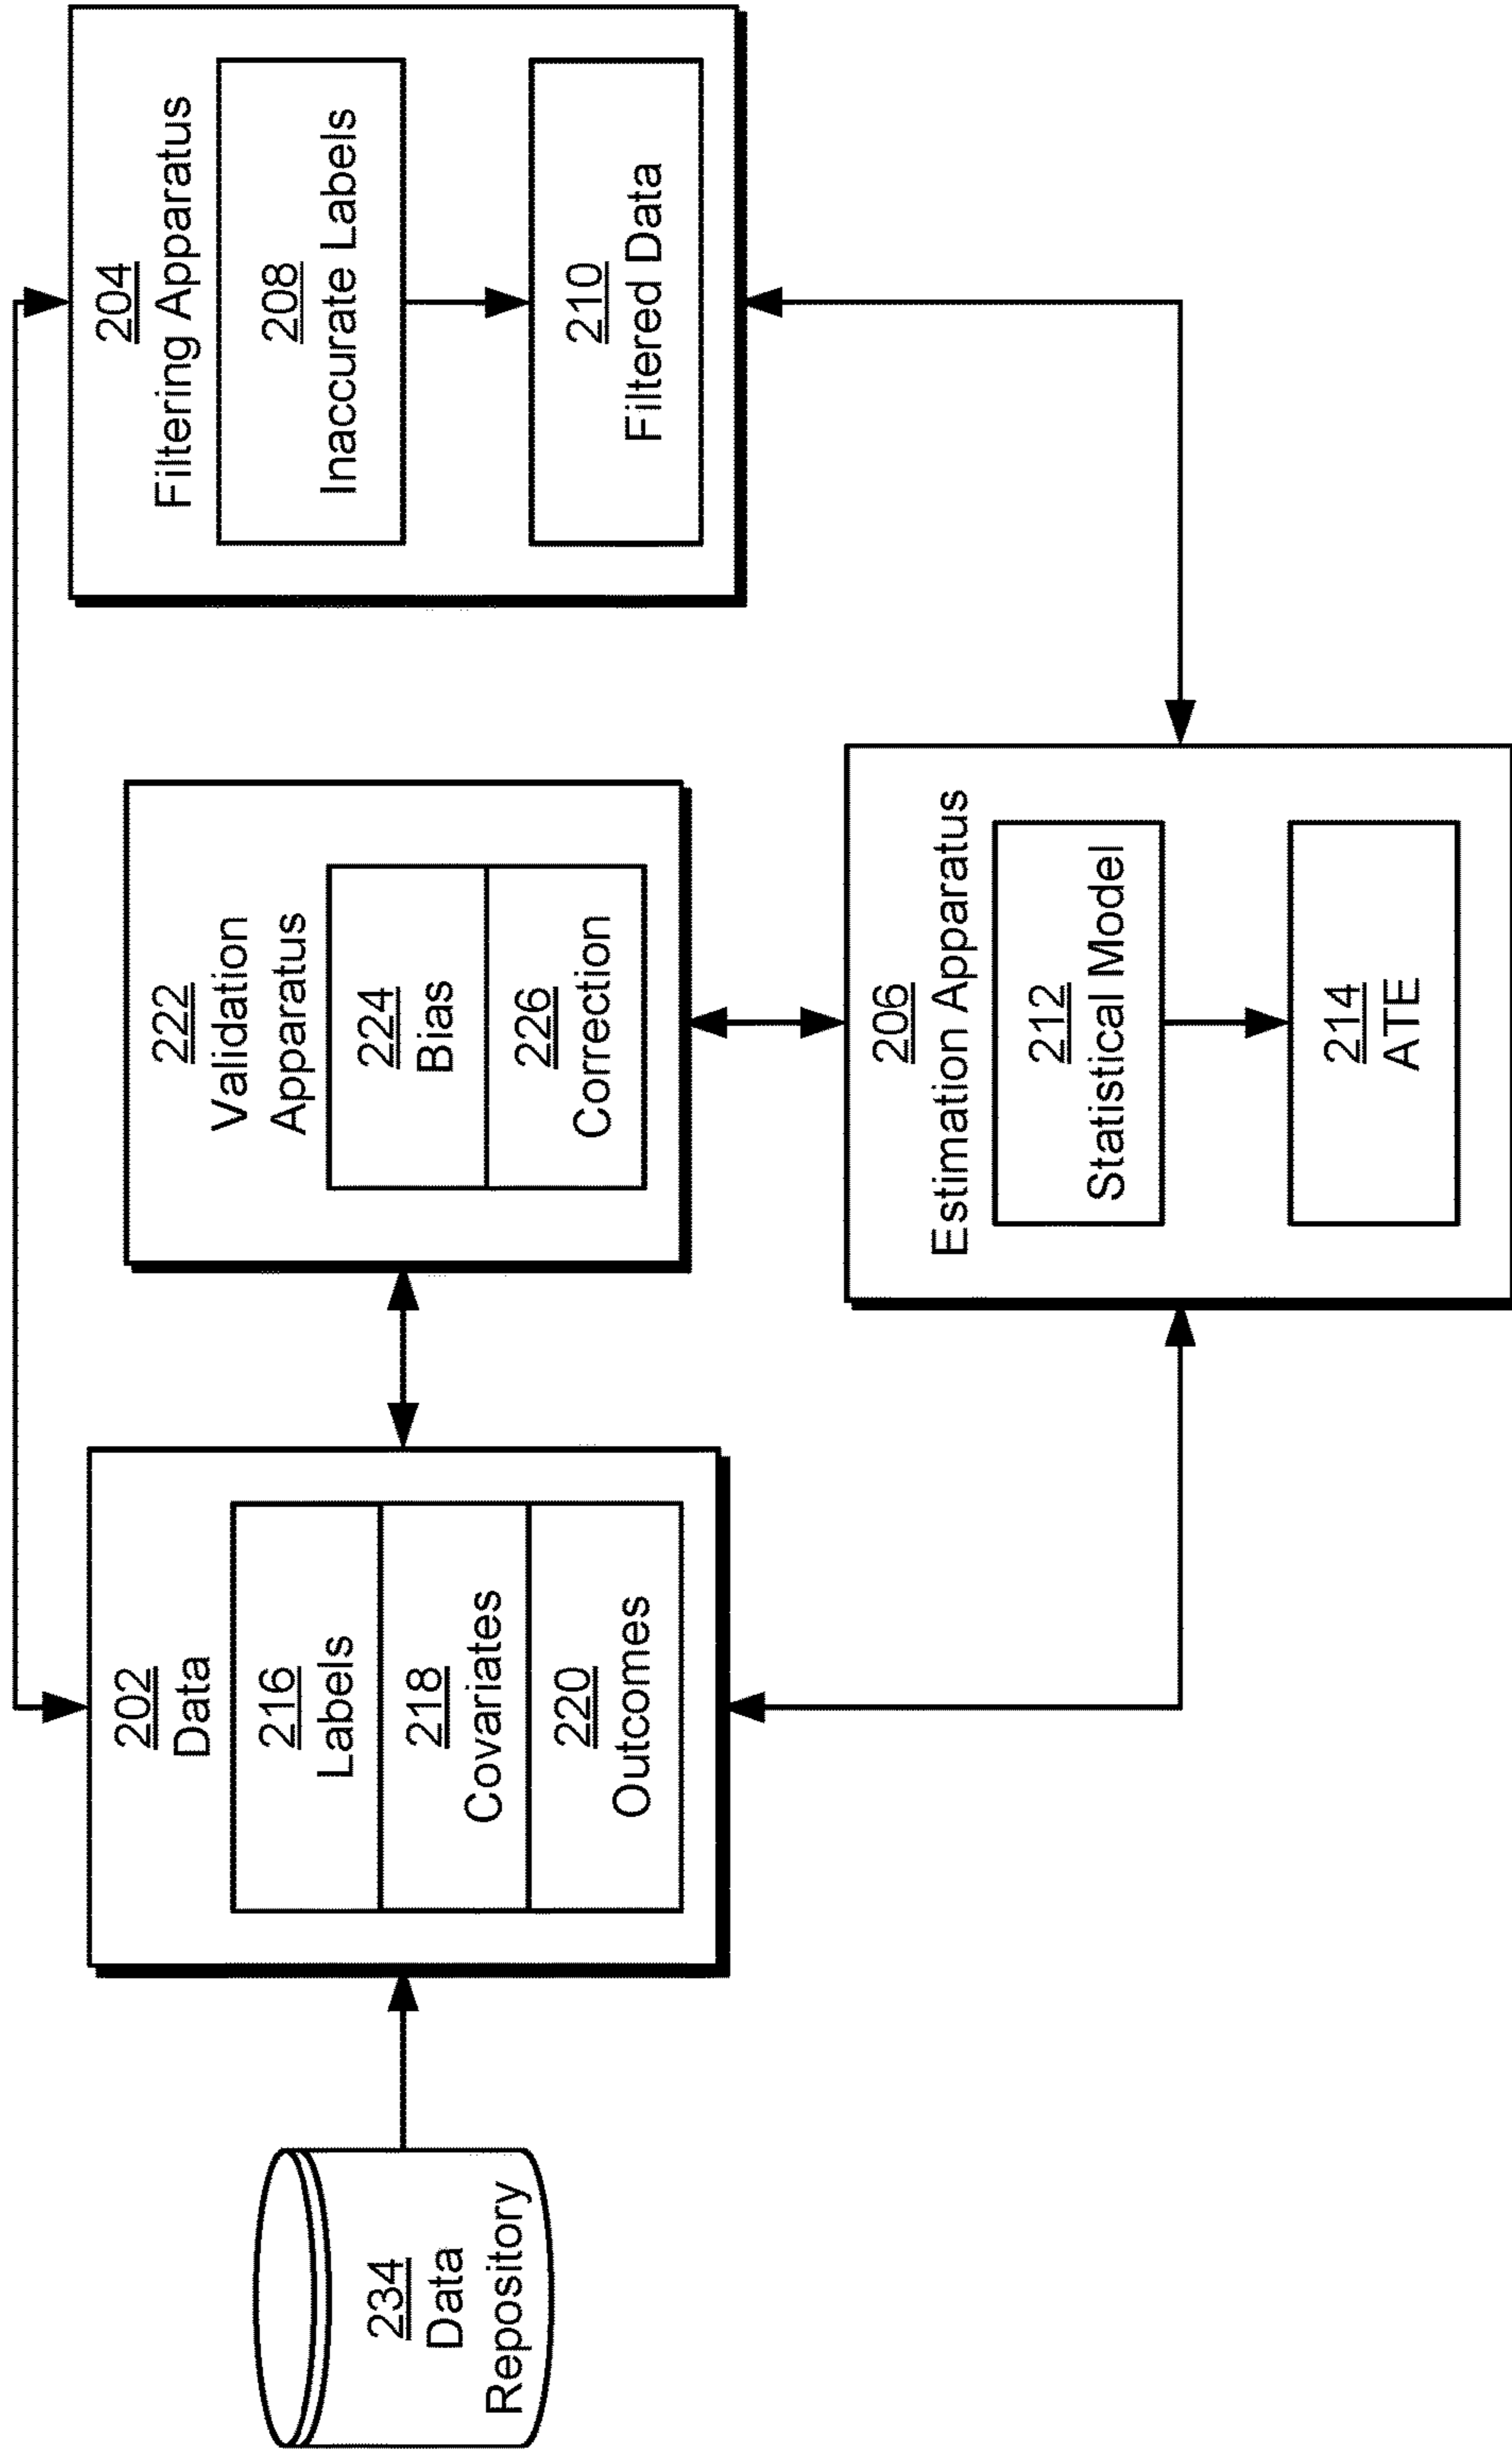 234
Data
Repository
202
Data
216
Labels
218
Covariates
220
Outcomes
222
Validation
Apparatus
224
Bias
226
Correction
204
Filtering Apparatus
208
Inaccurate Labels
210
Filtered Data
206
Estimation Apparatus
212
Statistical Model
214
ATE